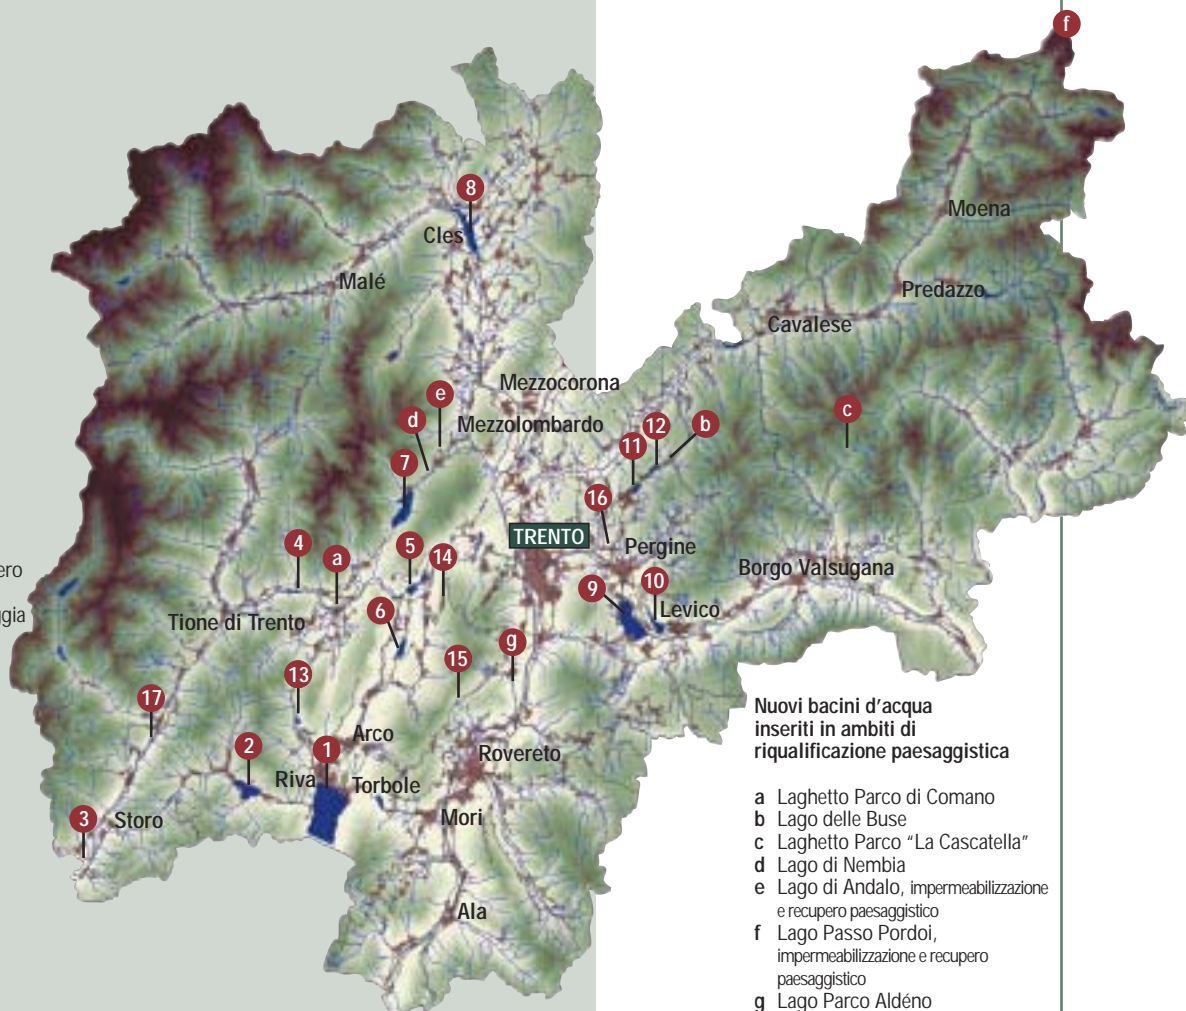 f
8
Moena
Cles
Malé
Predazzo
Cavalese
Mezzocorona
e
c
d
Mezzolombardo
12
b
11
7
16
TRENTO
4
5
14
Pergine
a
Borgo Valsugana
ero
9
10
6
Levico
ggia
Tione di Trento
g
15
13
17
Nuovi bacini d'acqua
inseriti in ambiti di
riqualificazione paesaggistica
Arco
2
1
Rovereto
Riva
Torbole
a Laghetto Parco di Comano
3
Storo
Mori
b Lago delle Buse
c Laghetto Parco “La Cascatella”
d Lago di Nembia
e Lago di Andalo, impermeabilizzazione
e recupero paesaggistico
Ala
f Lago Passo Pordoi,
impermeabilizzazione e recupero
paesaggistico
g Lago Parco Aldéno